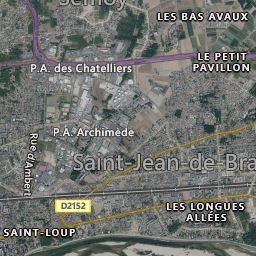 Semoy
LES BAS AVAUX
LE PETIT
PAVILLON
P.A. des Chatelliers
P.A. Archimède
Rue d'Ambert
Saint-Jean-de-Bra
D2152
LES LONGUES
ALLÉES
SAINT-LOUP